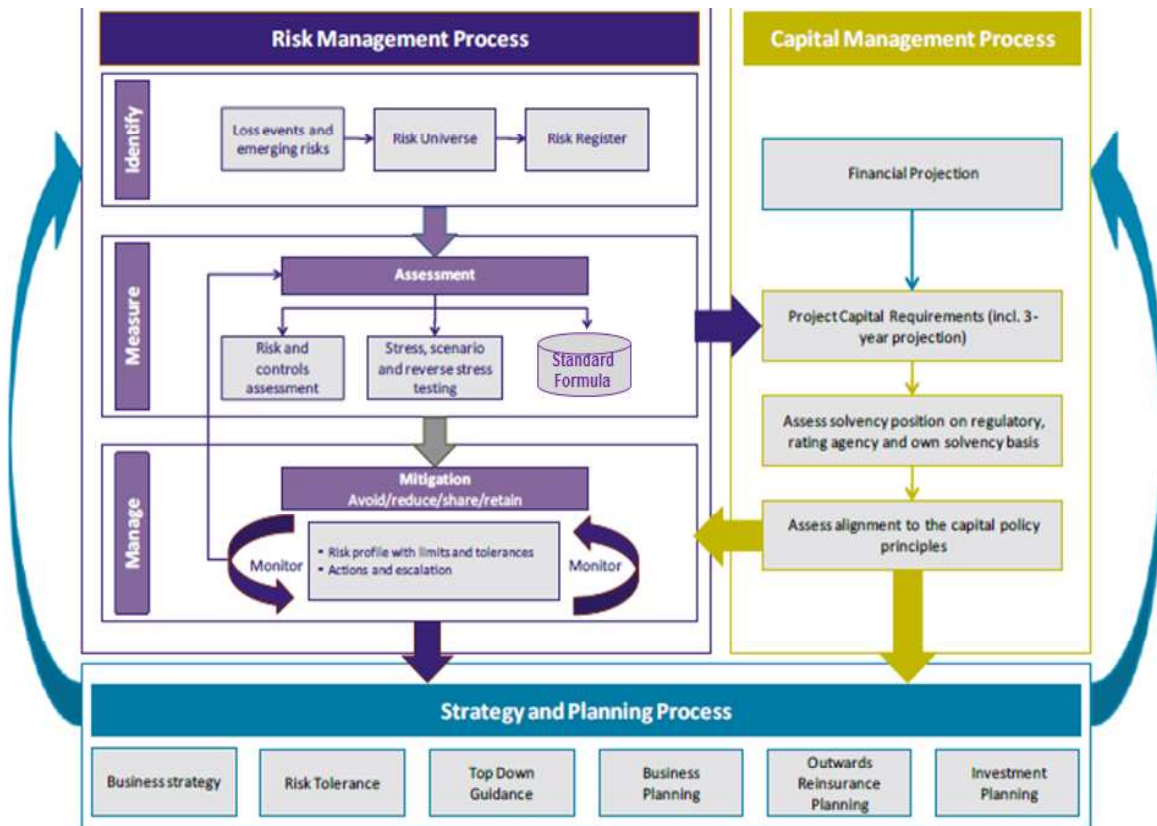 Risk Management Process
Identify
Loss events and
emerging risks
Risk Universe
Risk Register
Measure
Assessment
Risk and
controls
assessment
Stress, scenario
and reverse stress
testing
Standard
Formula
Manage
Mitigation
Avoid/reduce/share/retain
Monitor
▪ Risk profile with limits and tolerances
▪ Actions and escalation
Monitor
Capital Management Process
Financial Projection
Project Capital Requirements (incl. 3-
year projection)
Assess solvency position on regulatory,
rating agency and own solvency basis
Assess alignment to the capital policy
principles
Strategy and Planning Process
Business strategy
Risk Tolerance
Top Down
Guidance
Business
Planning
Outwards
Reinsurance
Planning
Investment
Planning